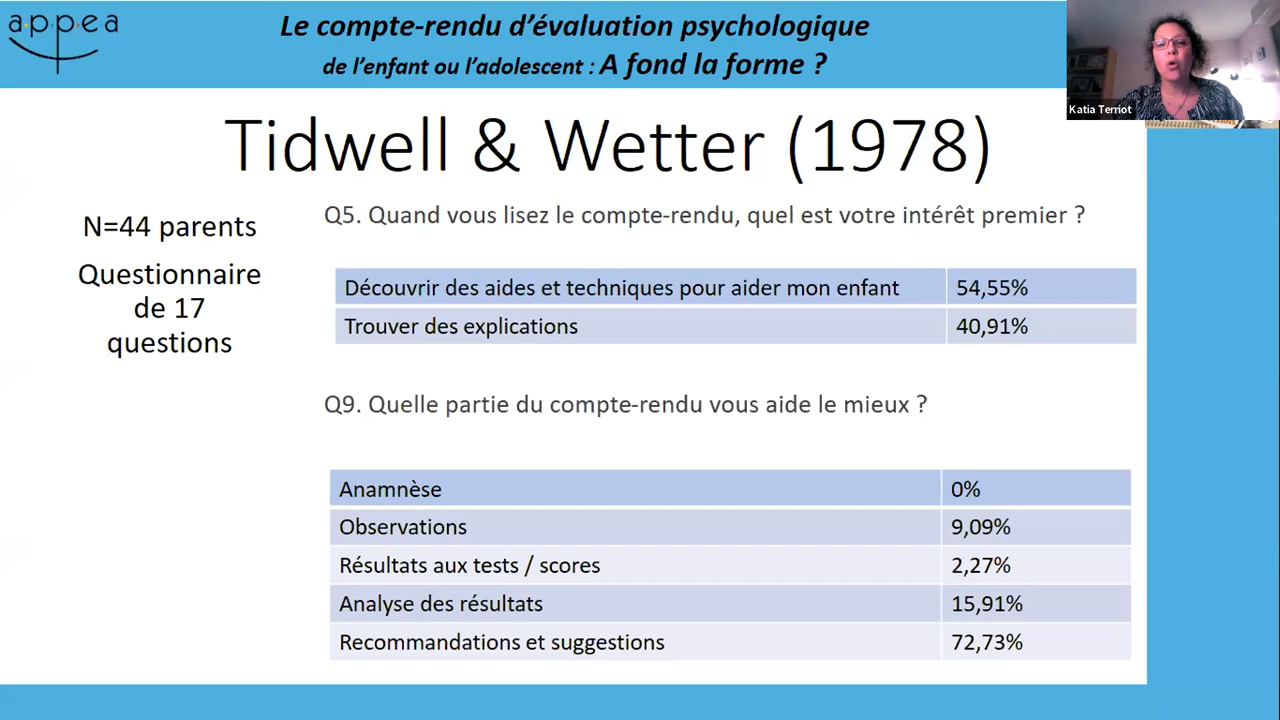 a·p·p·e·a
Le compte-rendu d'évaluation psychologique
de l'enfant ou l'adolescent : A fond la forme ?
Katia Terriot
Tidwell & Wetter (1978)
N=44 parents
Questionnaire
de 17
questions
Q5. Quand vous lisez le compte-rendu, quel est votre intérêt premier ?
Découvrir des aides et techniques pour aider mon enfant 54,55%
Trouver des explications 40,91%
Q9. Quelle partie du compte-rendu vous aide le mieux ?
Anamnèse 0%
Observations 9,09%
Résultats aux tests / scores 2,27%
Analyse des résultats 15,91%
Recommandations et suggestions 72,73%